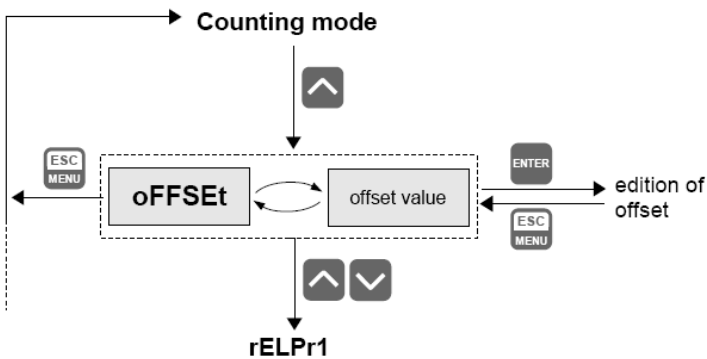 Counting mode
ESC
MENU
ENTER
oFFSEt
offset value
edition of
offset
ESC
MENU
rELPr1